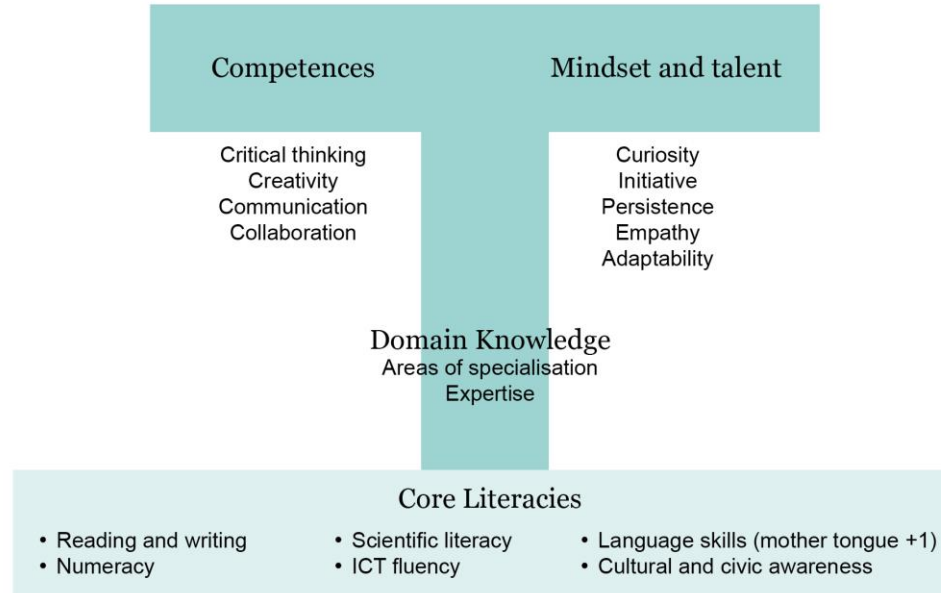 Competences
Mindset and talent
Critical thinking
Creativity
Communication
Collaboration
Curiosity
Initiative
Persistence
Empathy
Adaptability
Domain Knowledge
Areas of specialisation
Expertise
Core Literacies
• Reading and writing
• Numeracy
• Scientific literacy
• ICT fluency
• Language skills (mother tongue +1)
• Cultural and civic awareness